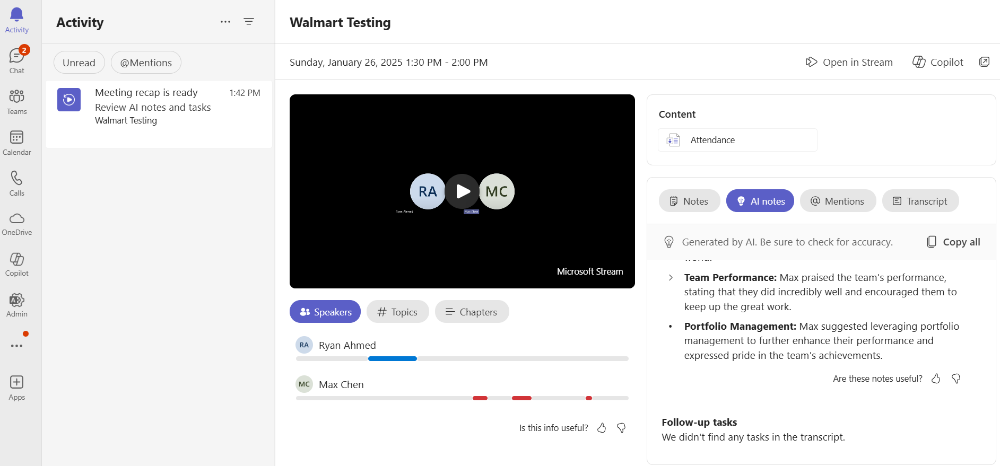 Activity
Chat
2
Teams
Calendar
Calls
OneDrive
Copilot
Admin
Apps
Activity
Unread
@Mentions
Meeting recap is ready
1:42 PM
Review AI notes and tasks
Walmart Testing
Walmart Testing
Sunday, January 26, 2025 1:30 PM - 2:00 PM
Open in Stream
Copilot
RA
MC
Ryan Ahmed
Max Chen
Microsoft Stream
Speakers
Topics
Chapters
RA
Ryan Ahmed
MC
Max Chen
Is this info useful?
Content
Attendance
Notes
AI notes
Mentions
Transcript
Generated by AI. Be sure to check for accuracy.
Copy all
Team Performance: Max praised the team's performance,
stating that they did incredibly well and encouraged them to
keep up the great work.
Portfolio Management: Max suggested leveraging portfolio
management to further enhance their performance and
expressed pride in the team's achievements.
Are these notes useful?
Follow-up tasks
We didn't find any tasks in the transcript.